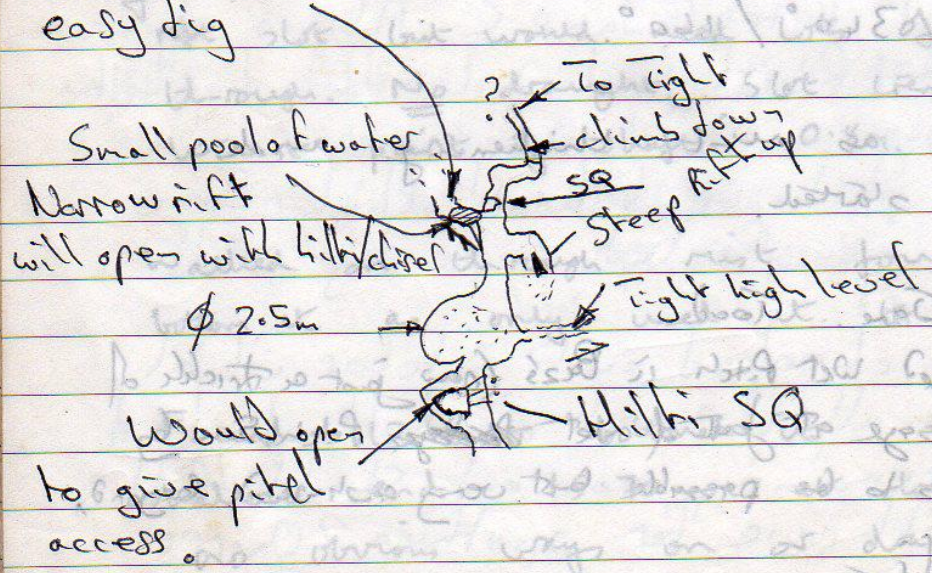 easy dig
?
To Tight
climb down
Small pool of water
SQ
Rift up
Narrow rift
Steep
will open with hilti/chisel
Tight high level
ϕ 2.5m
Would open
Hilti SQ
to give pitch
access.